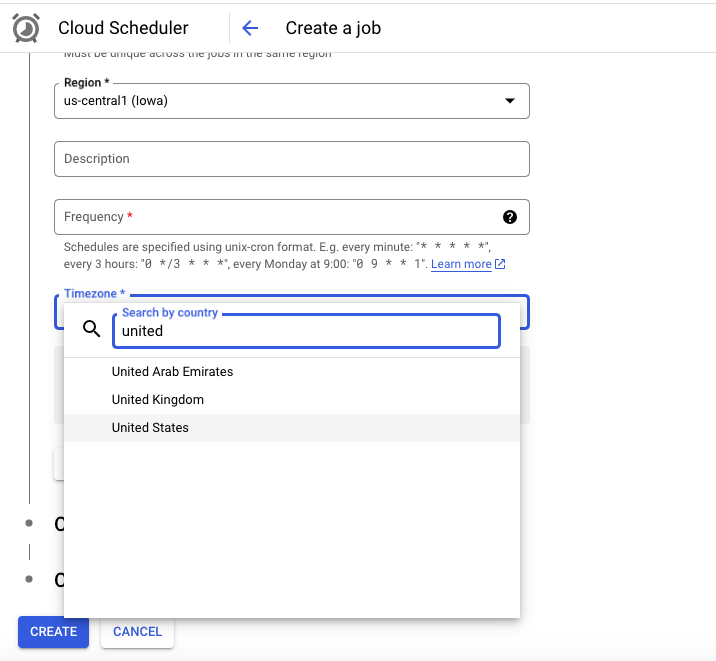 Cloud Scheduler
Create a job
Must be unique across the jobs in the same region
Region *
us-central1 (Iowa)
Description
Frequency *
Schedules are specified using unix-cron format. E.g. every minute: "* * * * *",
every 3 hours: "0 */3 * * *", every Monday at 9:00: "0 9 * * 1". Learn more
Timezone *
Search by country
united
United Arab Emirates
United Kingdom
United States
CREATE
CANCEL